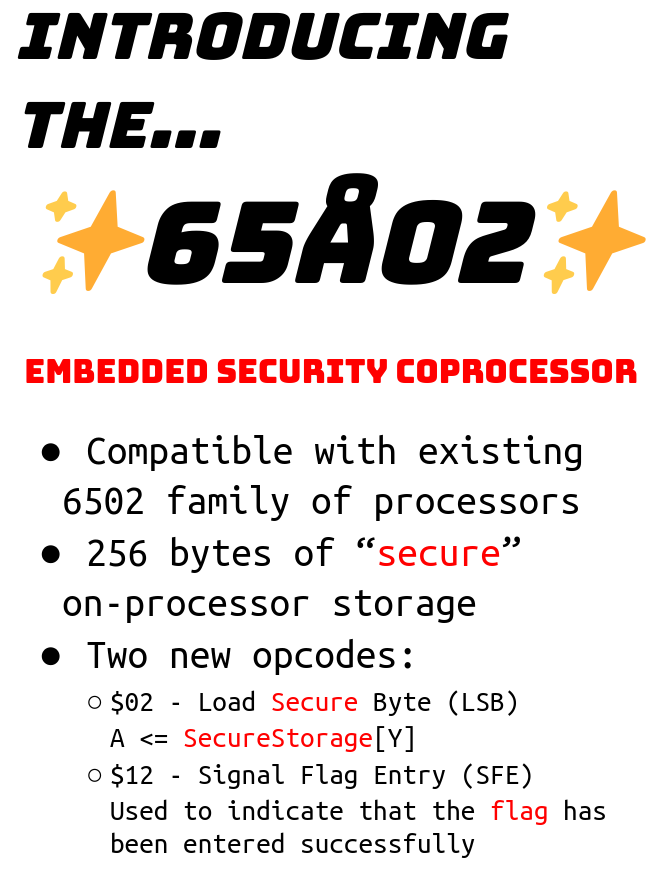 INTRODUCING
THE...
✨65Å02✨
EMBEDDED SECURITY COPROCESSOR
● Compatible with existing
6502 family of processors
● 256 bytes of “secure”
on-processor storage
● Two new opcodes:
○ $02 - Load Secure Byte (LSB)
A <= SecureStorage[Y]
○ $12 - Signal Flag Entry (SFE)
Used to indicate that the flag has
been entered successfully